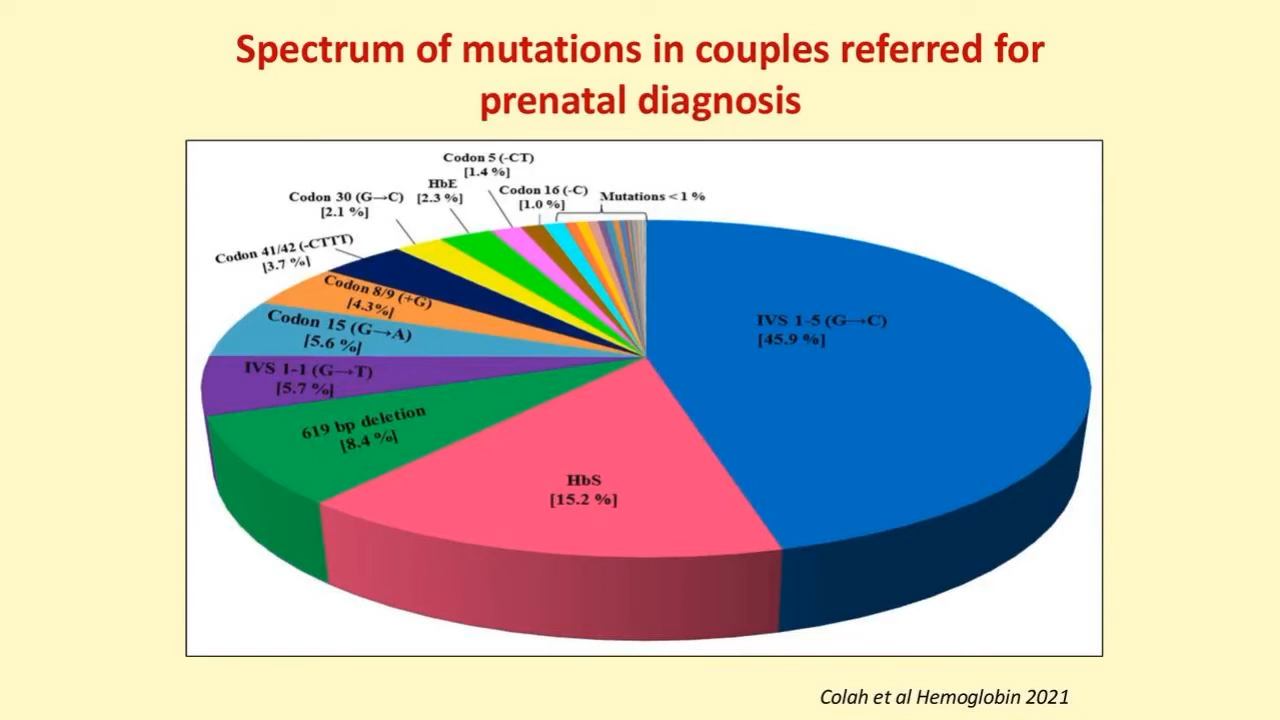 Spectrum of mutations in couples referred for
prenatal diagnosis
Codon 5 (-CT)
[1.4 %]
HbE
[2.3 %]
Codon 16 (-C)
[1.0 %]
Mutations < 1 %
Codon 30 (G→C)
[2.1 %]
Codon 41/42 (-CTTT)
[3.7 %]
Codon 8/9 (+G)
[4.3%]
Codon 15 (G→A)
[5.6 %]
IVS 1-1 (G→T)
[5.7 %]
619 bp deletion
[8.4 %]
HbS
[15.2 %]
IVS 1-5 (G→C)
[45.9 %]
Colah et al Hemoglobin 2021